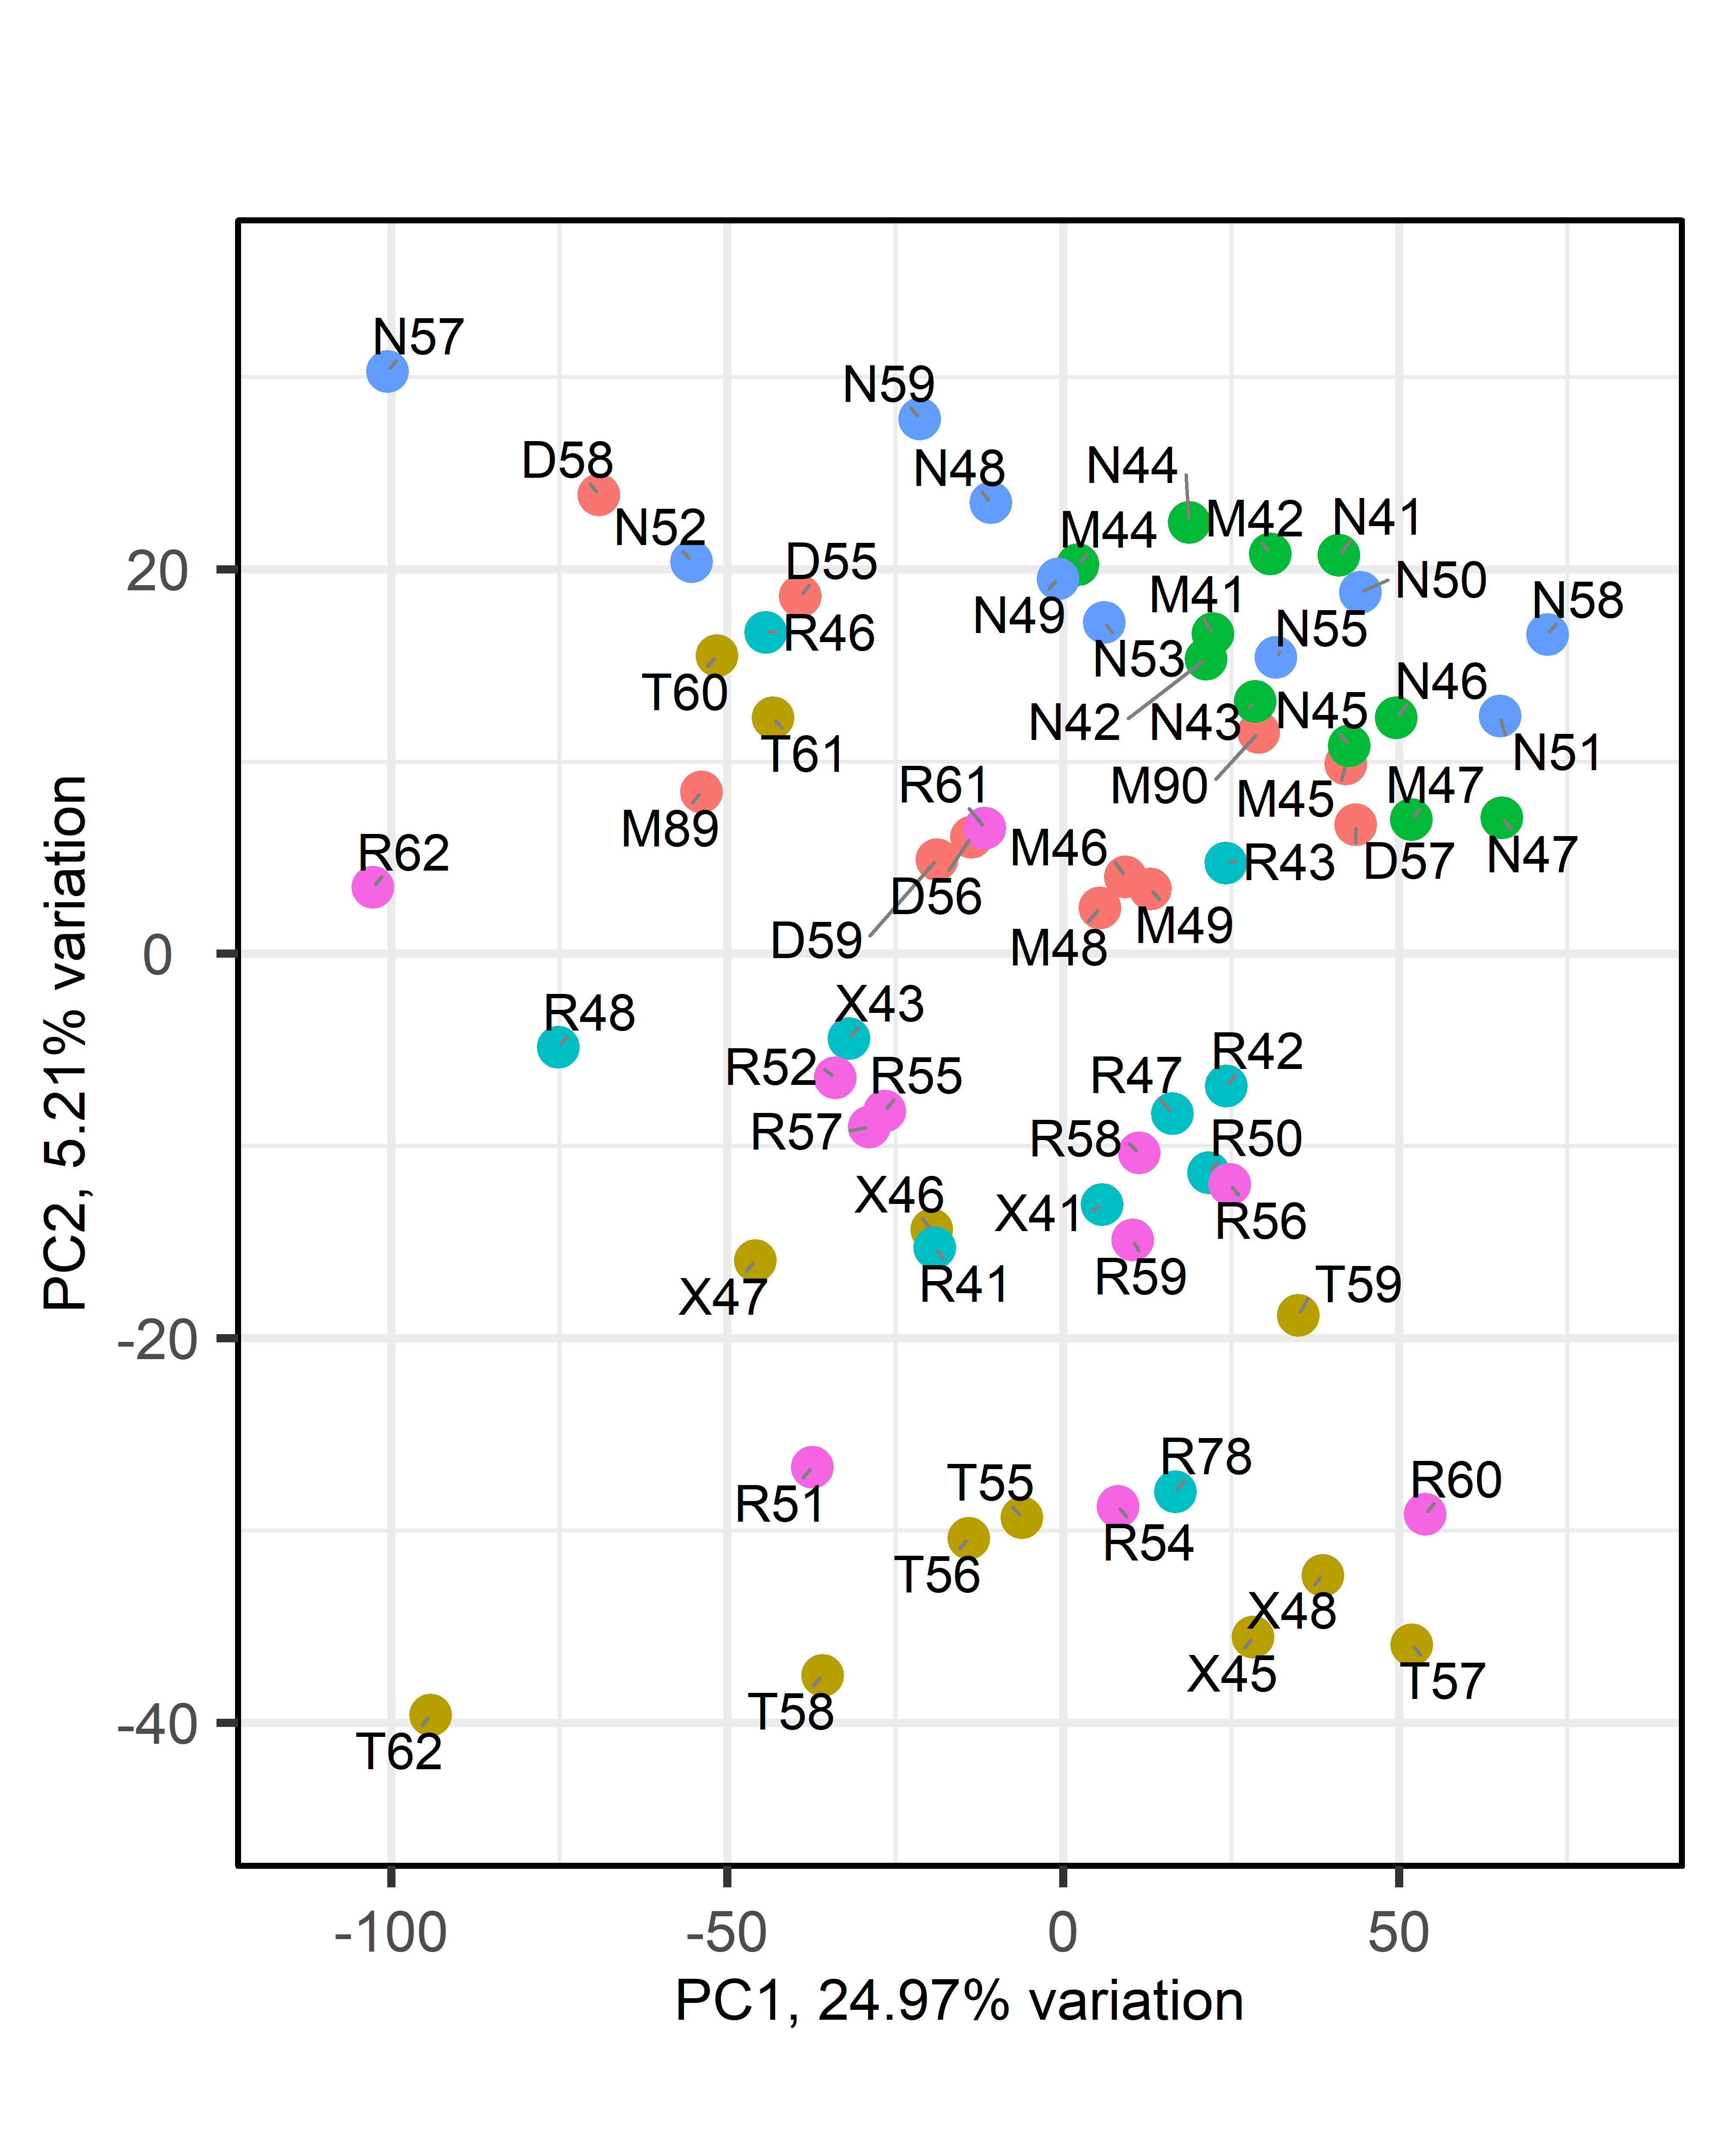 N57
N59
D58
N48
N44
N52
M42
N41
M44
D55
20
N50
M41
N58
N49
R46
N55
N53
T60
N46
N42
N43
N45
T61
N51
R61
M90
M47
M45
M89
M46
R62
N47
D57
R43
D56
M49
D59
M48
0
X43
R48
R42
R52
R55
R47
R57
R58
R50
X46
X41
R56
R59
R41
T59
X47
-20
R78
R60
T55
R51
R54
T56
X48
X45
T57
T58
-40
T62
PC2, 5.21% variation
-100
-50
0
50
PC1, 24.97% variation